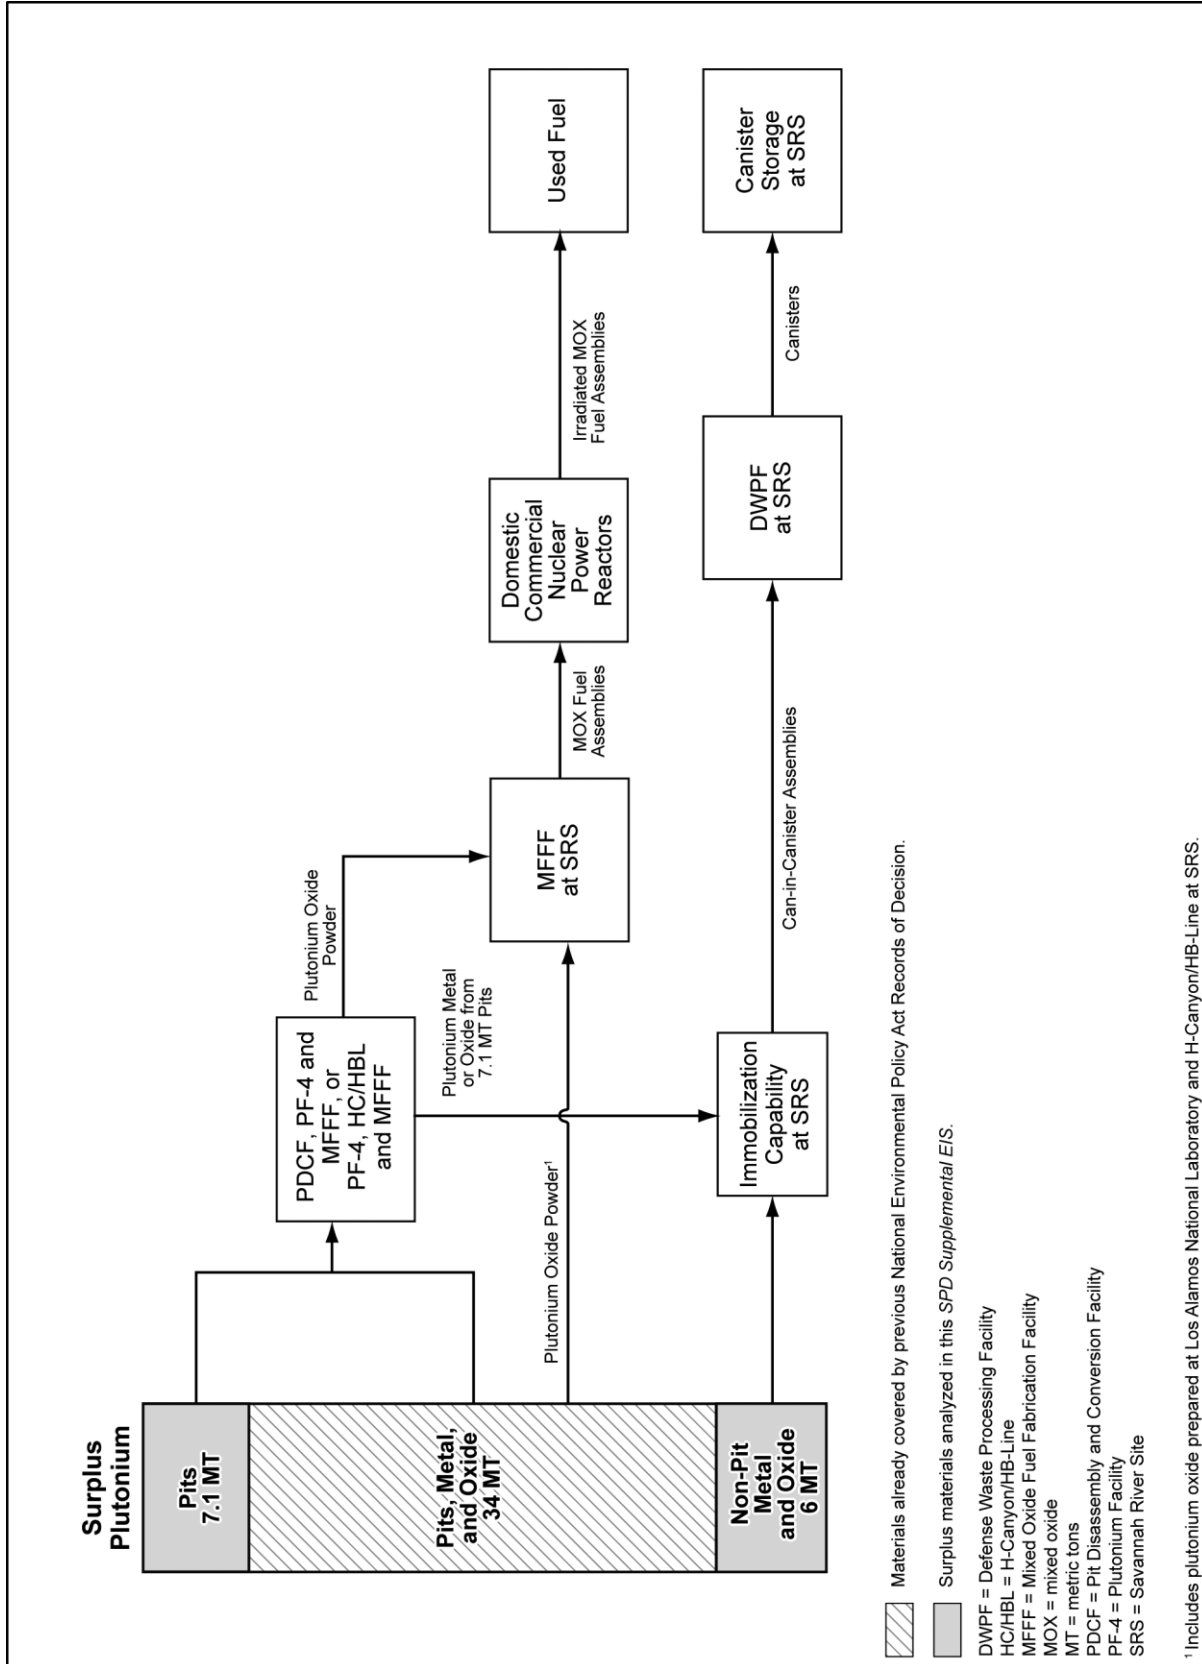 Surplus
Plutonium
Pits
7.1 MT
Pits, Metal,
and Oxide
34 MT
Non-Pit
Metal
and Oxide
6 MT
PDCF, PF-4 and
MFFF, or
PF-4, HC/HBL
and MFFF
Plutonium Oxide
Powder
Plutonium Metal
or Oxide from
7.1 MT Pits
Plutonium Oxide Powder¹
MFFF
at SRS
MOX Fuel
Assemblies
Domestic
Commercial
Nuclear
Power
Reactors
Irradiated MOX
Fuel Assemblies
Used Fuel
Immobilization
Capability
at SRS
Can-in-Canister Assemblies
DWPF
at SRS
Canisters
Canister
Storage
at SRS
Materials already covered by previous National Environmental Policy Act Records of Decision.
Surplus materials analyzed in this SPD Supplemental EIS.
DWPF = Defense Waste Processing Facility
HC/HBL = H-Canyon/HB-Line
MFFF = Mixed Oxide Fuel Fabrication Facility
MOX = mixed oxide
MT = metric tons
PDCF = Pit Disassembly and Conversion Facility
PF-4 = Plutonium Facility
SRS = Savannah River Site
¹ Includes plutonium oxide prepared at Los Alamos National Laboratory and H-Canyon/HB-Line at SRS.